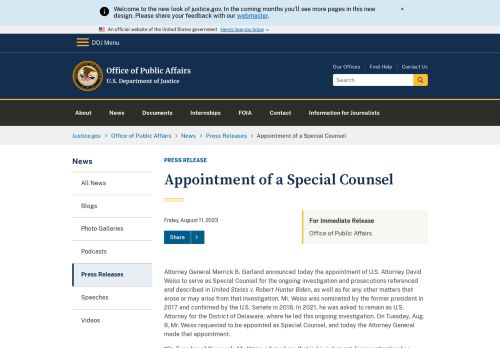 Welcome to the new look of justice.gov. In the coming months you'll see more pages in this new
design. Please share your feedback with our webmaster.
×
An official website of the United States government Here's how you know
DOJ Menu
Office of Public Affairs
U.S. Department of Justice
Our Offices | Find Help | Contact Us
Search
About News Documents Internships FOIA Contact Information for Journalists
Justice.gov > Office of Public Affairs > News > Press Releases > Appointment of a Special Counsel
News
All News
Blogs
Photo Galleries
Podcasts
Press Releases
Speeches
Videos
PRESS RELEASE
Appointment of a Special Counsel
Friday, August 11, 2023
Share >
For Immediate Release
Office of Public Affairs
Attorney General Merrick B. Garland announced today the appointment of U.S. Attorney David
Weiss to serve as Special Counsel for the ongoing investigation and prosecutions referenced
and described in United States v. Robert Hunter Biden, as well as for any other matters that
arose or may arise from that investigation. Mr. Weiss was nominated by the former president in
2017 and confirmed by the U.S. Senate in 2018. In 2021, he was asked to remain as U.S.
Attorney for the District of Delaware, where he led this ongoing investigation. On Tuesday, Aug.
8, Mr. Weiss requested to be appointed as Special Counsel, and today the Attorney General
made that appointment.